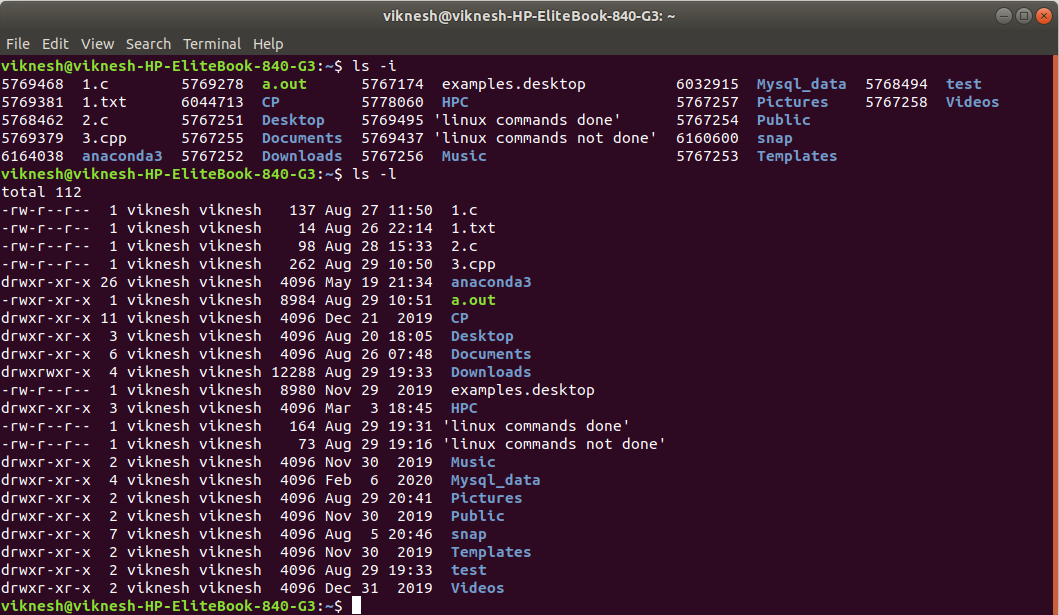 viknesh@viknesh-HP-EliteBook-840-G3: ~
File Edit View Search Terminal Help
viknesh@viknesh-HP-EliteBook-840-G3:~$ ls -i
5769468 1.c 5769278 a.out 5767174 examples.desktop 6032915 Mysql_data 5768494 test
5769381 1.txt 6044713 CP 5778060 HPC 5767257 Pictures 5767258 Videos
5768462 2.c 5767251 Desktop 5769495 'linux commands done' 5767254 Public
5769379 3.cpp 5767255 Documents 5769437 'linux commands not done' 6160600 snap
6164038 anaconda3 5767252 Downloads 5767256 Music 5767253 Templates
viknesh@viknesh-HP-EliteBook-840-G3:~$ ls -l
total 112
-rw-r--r-- 1 viknesh viknesh 137 Aug 27 11:50 1.c
-rw-r--r-- 1 viknesh viknesh 14 Aug 26 22:14 1.txt
-rw-r--r-- 1 viknesh viknesh 98 Aug 28 15:33 2.c
-rw-r--r-- 1 viknesh viknesh 262 Aug 29 10:50 3.cpp
drwxr-xr-x 26 viknesh viknesh 4096 May 19 21:34 anaconda3
-rwxr-xr-x 1 viknesh viknesh 8984 Aug 29 10:51 a.out
drwxr-xr-x 11 viknesh viknesh 4096 Dec 21 2019 CP
drwxr-xr-x 3 viknesh viknesh 4096 Aug 20 18:05 Desktop
drwxr-xr-x 6 viknesh viknesh 4096 Aug 26 07:48 Documents
drwxrwxr-x 4 viknesh viknesh 12288 Aug 29 19:33 Downloads
-rw-r--r-- 1 viknesh viknesh 8980 Nov 29 2019 examples.desktop
drwxr-xr-x 3 viknesh viknesh 4096 Mar 3 18:45 HPC
-rw-r--r-- 1 viknesh viknesh 164 Aug 29 19:31 'linux commands done'
-rw-r--r-- 1 viknesh viknesh 73 Aug 29 19:16 'linux commands not done'
drwxr-xr-x 2 viknesh viknesh 4096 Nov 30 2019 Music
drwxr-xr-x 4 viknesh viknesh 4096 Feb 6 2020 Mysql_data
drwxr-xr-x 2 viknesh viknesh 4096 Aug 29 20:41 Pictures
drwxr-xr-x 2 viknesh viknesh 4096 Nov 30 2019 Public
drwxr-xr-x 7 viknesh viknesh 4096 Aug 5 20:46 snap
drwxr-xr-x 2 viknesh viknesh 4096 Nov 30 2019 Templates
drwxr-xr-x 2 viknesh viknesh 4096 Aug 29 19:33 test
drwxr-xr-x 2 viknesh viknesh 4096 Dec 31 2019 Videos
viknesh@viknesh-HP-EliteBook-840-G3:~$